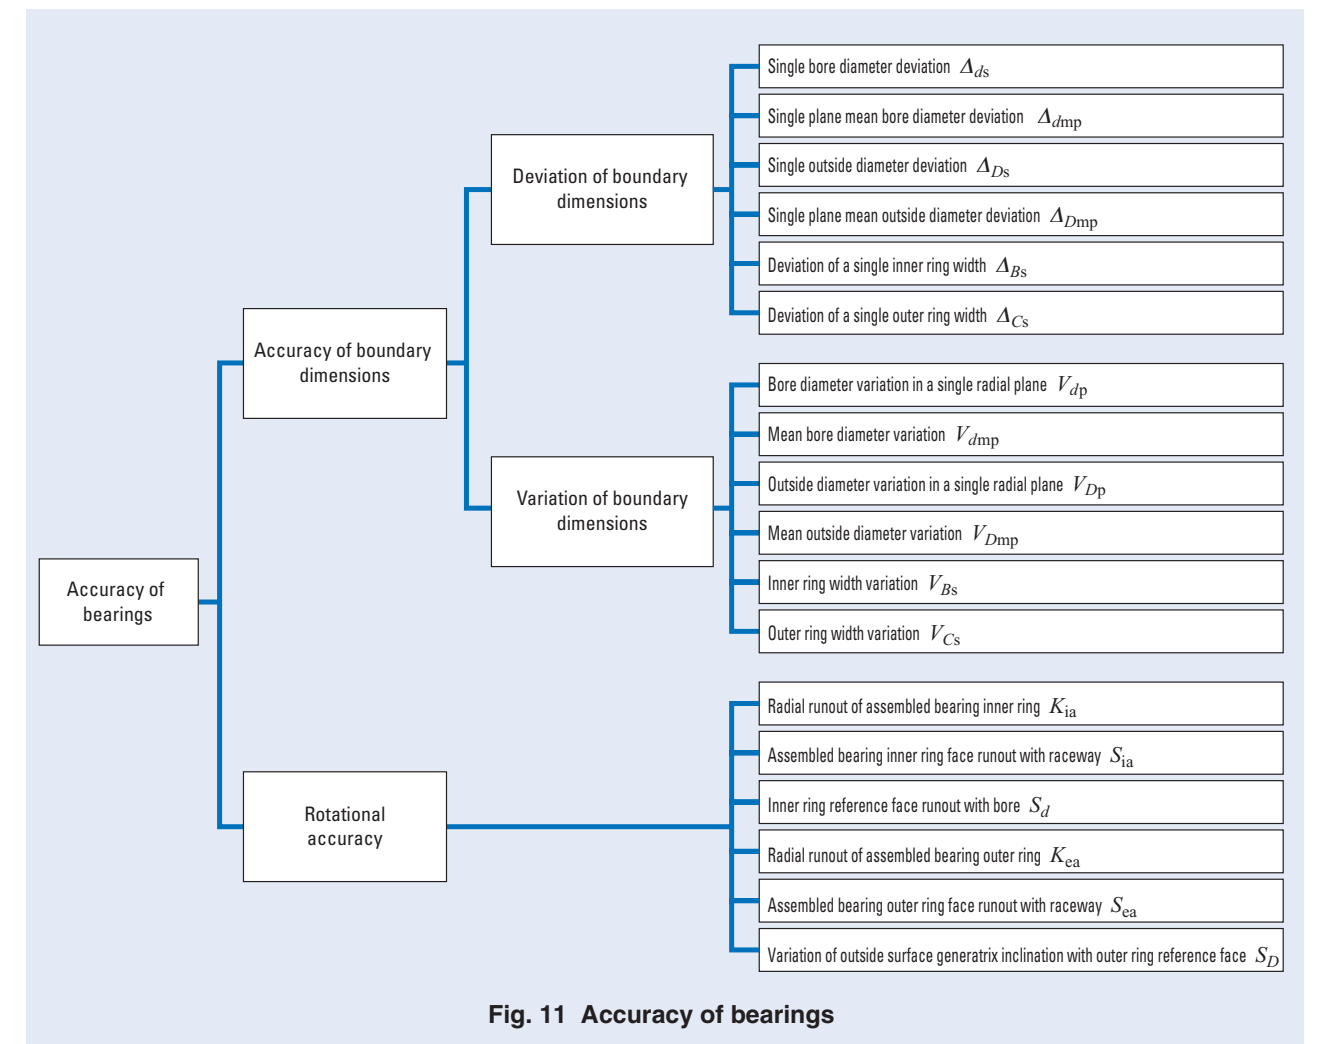 Accuracy of
bearings
Accuracy of boundary
dimensions
Deviation of boundary
dimensions
Single bore diameter deviation Δds
Single plane mean bore diameter deviation Δdmp
Single outside diameter deviation ΔDs
Single plane mean outside diameter deviation ΔDmp
Deviation of a single inner ring width ΔBs
Deviation of a single outer ring width ΔCs
Variation of boundary
dimensions
Bore diameter variation in a single radial plane Vdp
Mean bore diameter variation Vdmp
Outside diameter variation in a single radial plane VDp
Mean outside diameter variation VDmp
Inner ring width variation VBs
Outer ring width variation VCs
Rotational
accuracy
Radial runout of assembled bearing inner ring Kia
Assembled bearing inner ring face runout with raceway Sia
Inner ring reference face runout with bore Sd
Radial runout of assembled bearing outer ring Kea
Assembled bearing outer ring face runout with raceway Sea
Variation of outside surface generatrix inclination with outer ring reference face SD
Fig. 11 Accuracy of bearings